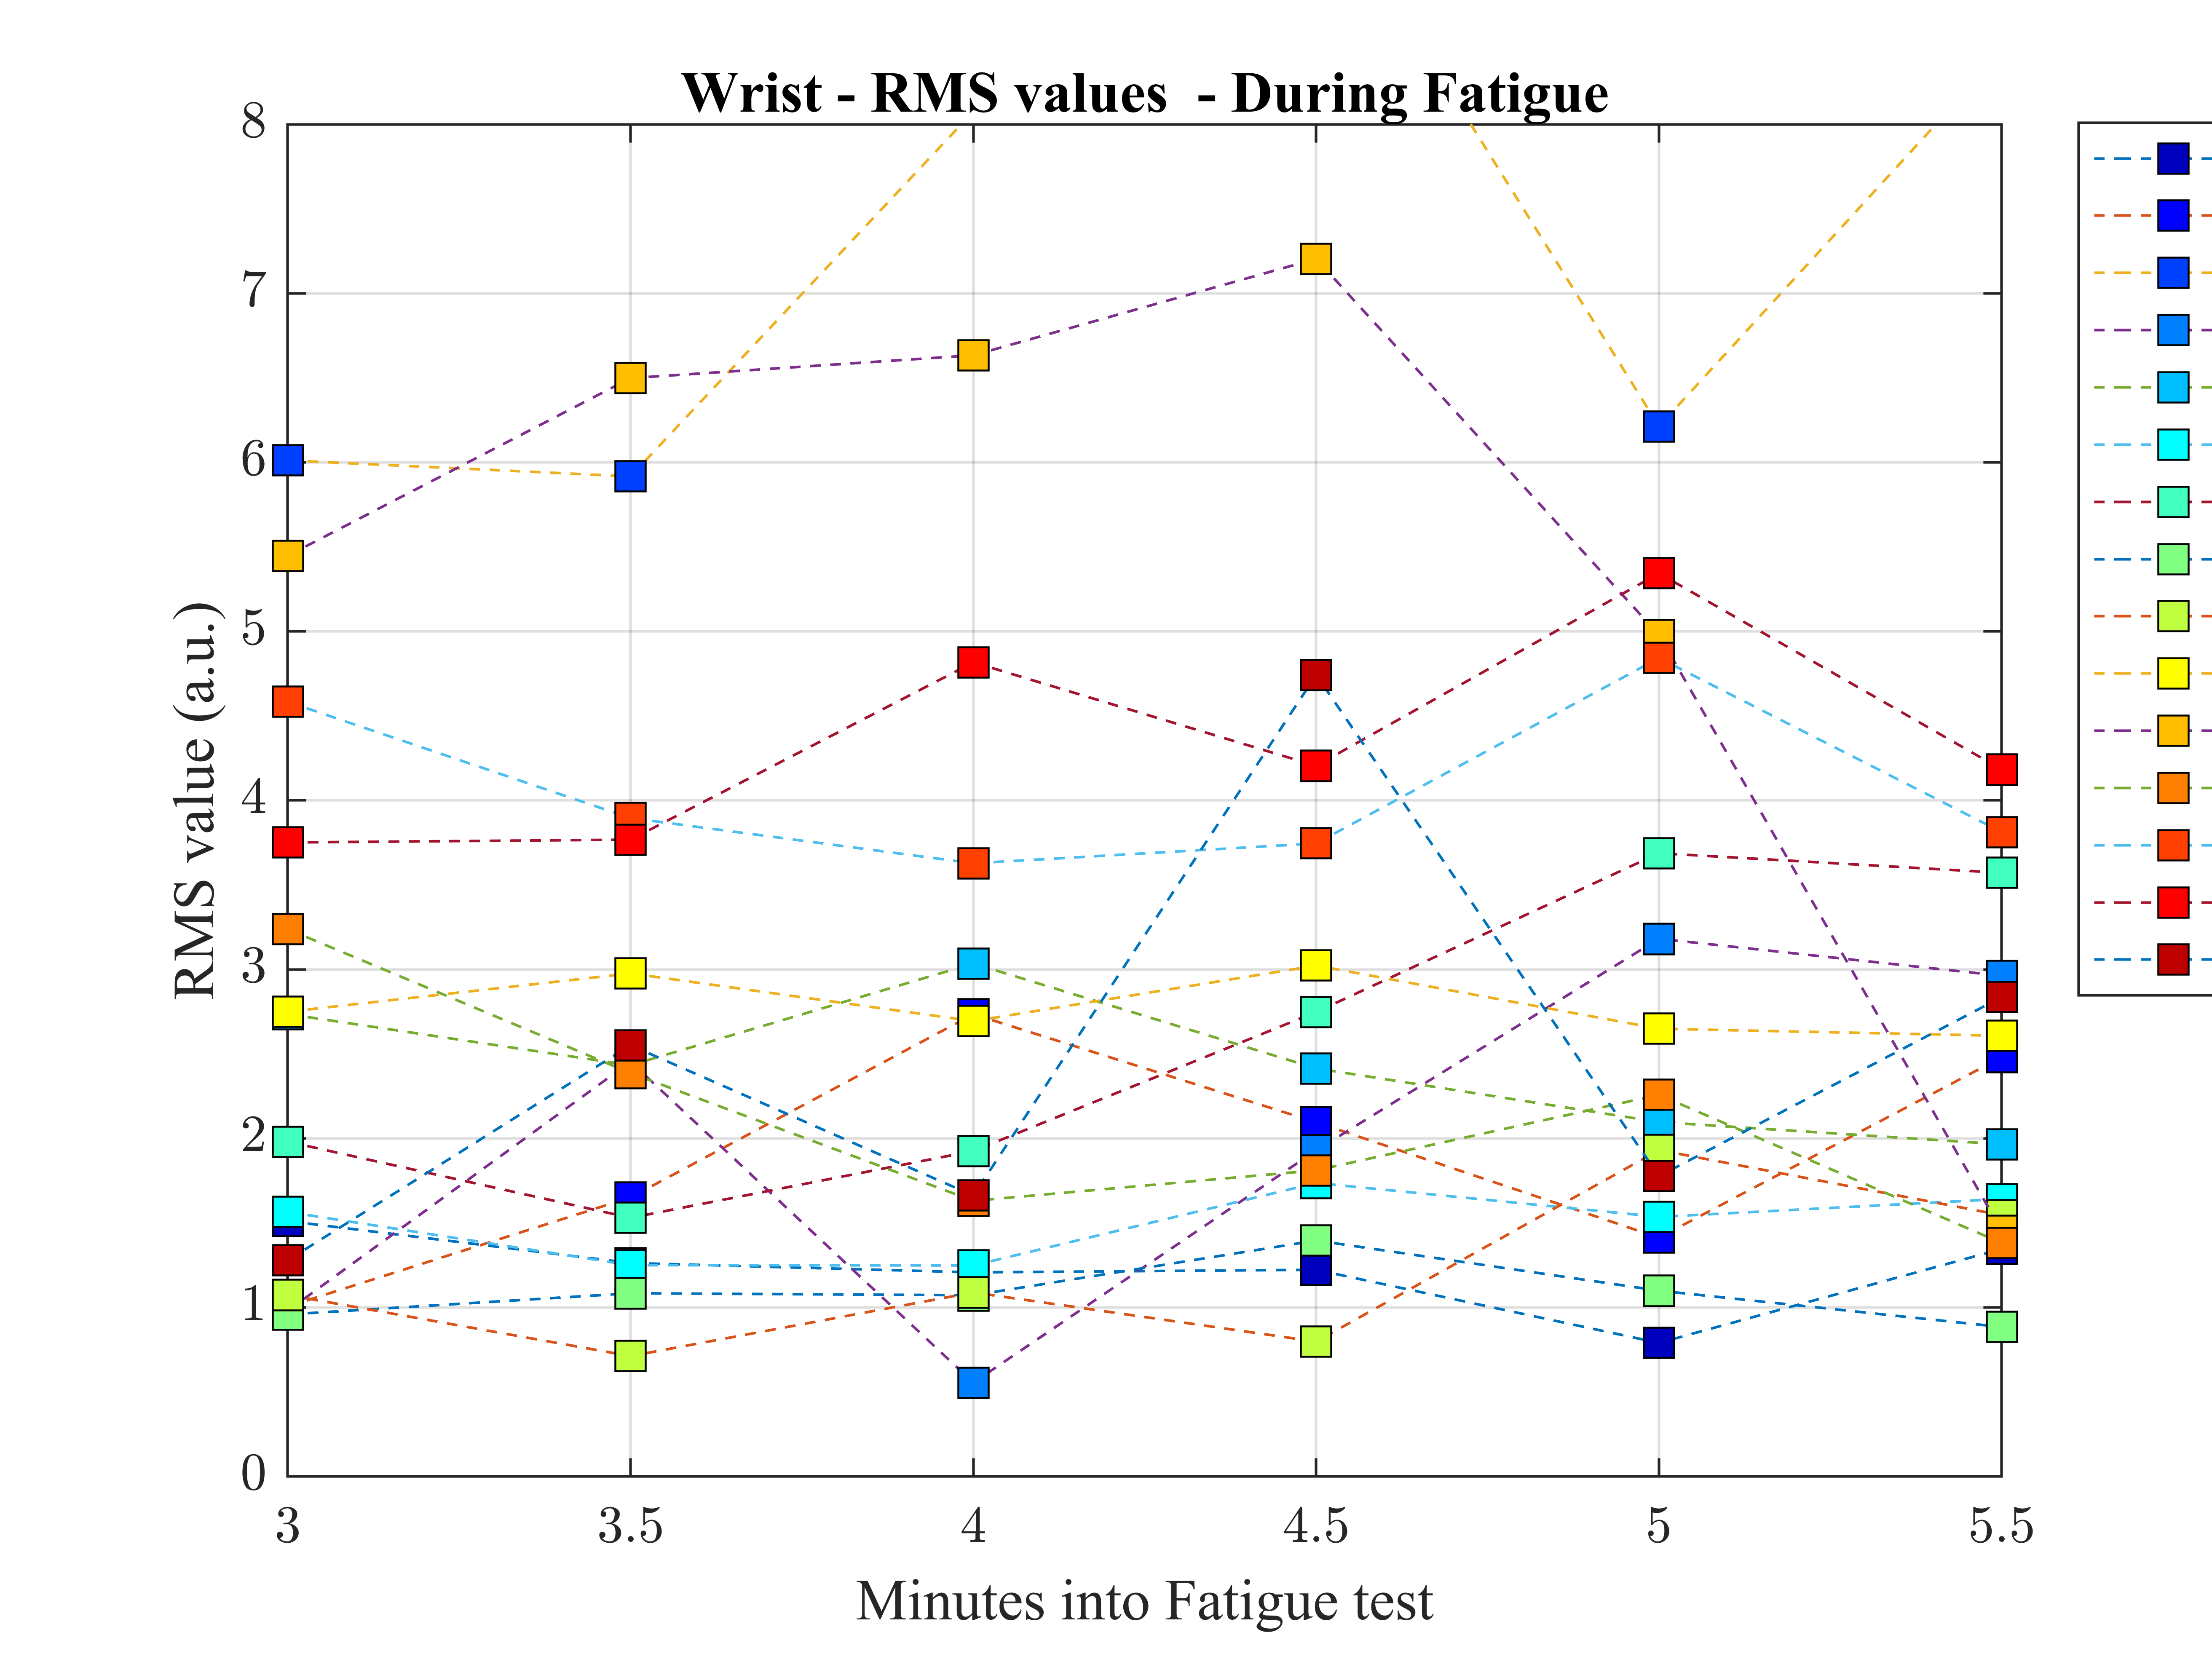 Wrist - RMS values  - During Fatigue
8
7
6
5
4
3
2
1
0
RMS value (a.u.)
3 3.5 4 4.5 5 5.5
Minutes into Fatigue test